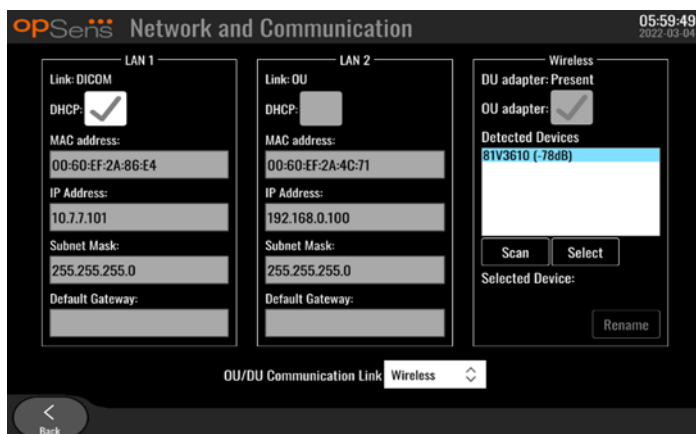 opSens Network and Communication
05:59:49
2022-03-04
LAN 1
Link: DICOM
DHCP:
MAC address:
00:60:EF:2A:86:E4
IP Address:
10.7.7.101
Subnet Mask:
255.255.255.0
Default Gateway:
LAN 2
Link: OU
DHCP:
MAC address:
00:60:EF:2A:4C:71
IP Address:
192.168.0.100
Subnet Mask:
255.255.255.0
Default Gateway:
Wireless
DU adapter: Present
OU adapter:
Detected Devices
81V3610 (-78dB)
Scan Select
Selected Device:
Rename
OU/DU Communication Link Wireless
Back